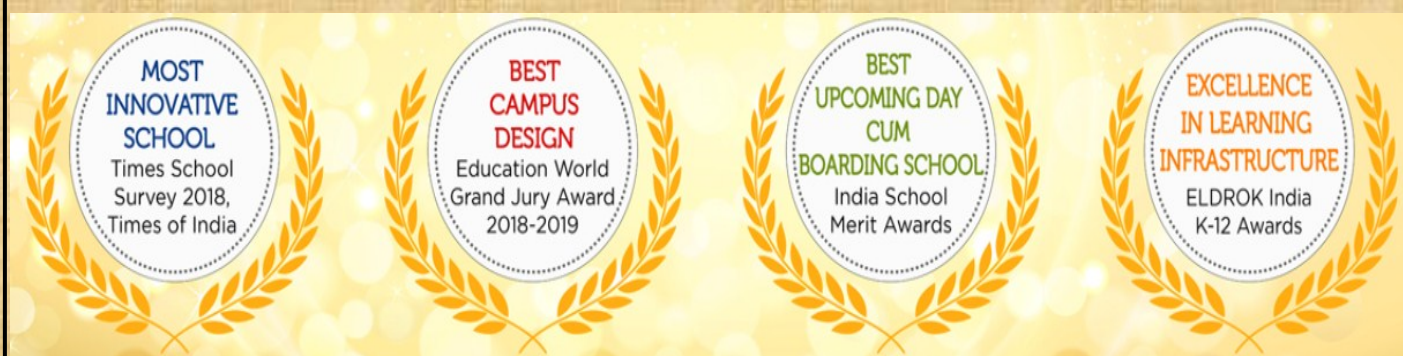 MOST
INNOVATIVE
SCHOOL
Times School
Survey 2018,
Times of India
BEST
CAMPUS
DESIGN
Education World
Grand Jury Award
2018-2019
BEST
UPCOMING DAY
CUM
BOARDING SCHOOL
India School
Merit Awards
EXCELLENCE
IN LEARNING
INFRASTRUCTURE
ELDROK India
K-12 Awards